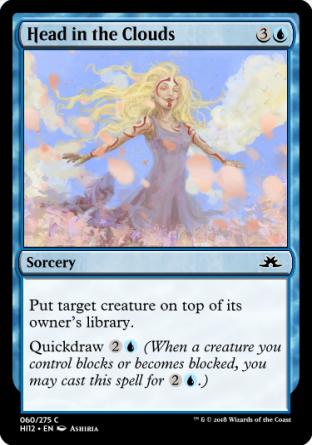 Head in the Clouds 3
Sorcery
Put target creature on top of its
owner's library.
Quickdraw 2 (When a creature you
control blocks or becomes blocked, you
may cast this spell for 2 .)
060/275 C
HI12 • EN Ashiria
™ & © 2018 Wizards of the Coast